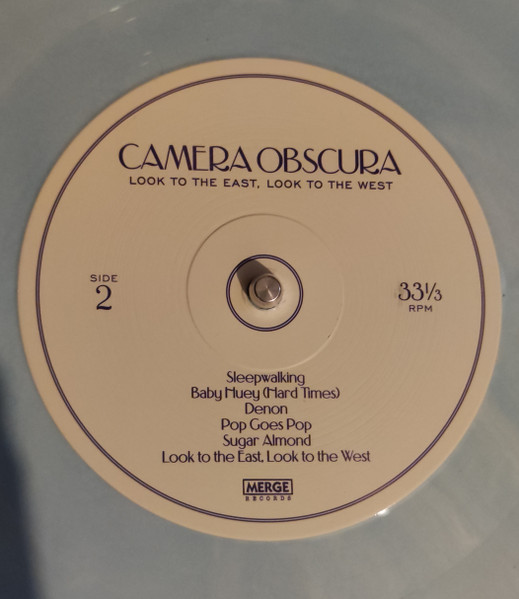 CAMERA OBSCURA
LOOK TO THE EAST, LOOK TO THE WEST
SIDE
2
33⅓
RPM
Sleepwalking
Baby Huey (Hard Times)
Denon
Pop Goes Pop
Sugar Almond
Look to the East, Look to the West
MERGE
RECORDS